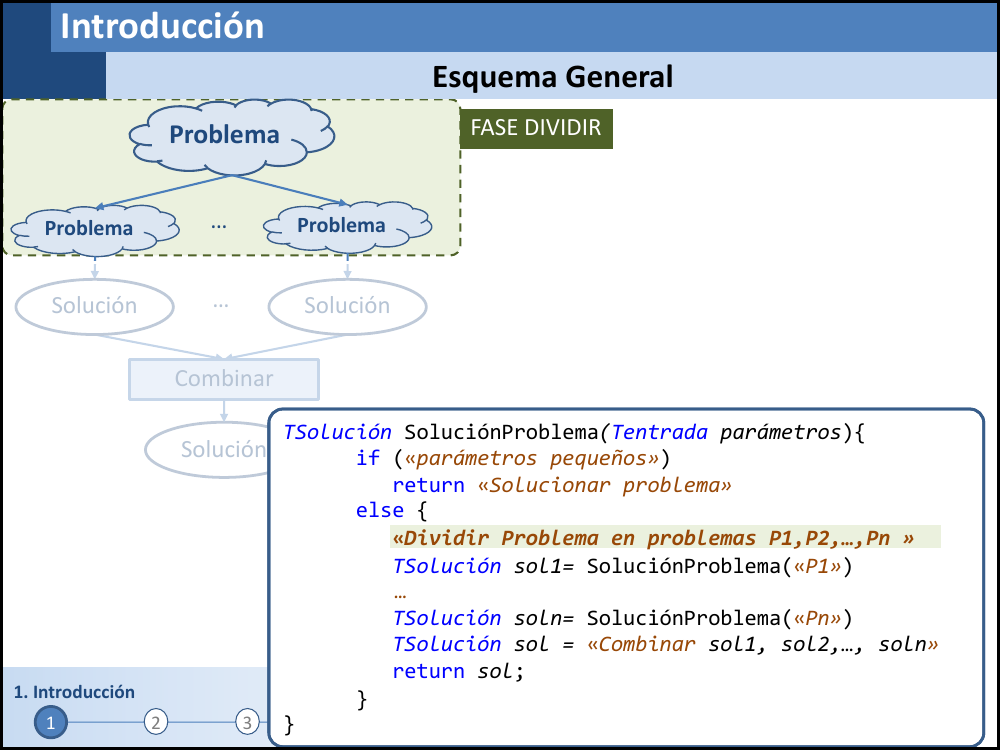 Introducción
Esquema General
FASE DIVIDIR
Problema
Problema
...
Problema
Solución
...
Solución
Combinar
Solución
TSolución SoluciónProblema(Tentrada parámetros){
if («parámetros pequeños»)
return «Solucionar problema»
else {
«Dividir Problema en problemas P1,P2,…,Pn »
TSolución sol1= SoluciónProblema(«P1»)
…
TSolución soln= SoluciónProblema(«Pn»)
TSolución sol = «Combinar sol1, sol2,…, soln»
return sol;
}
}
1. Introducción
1 2 3